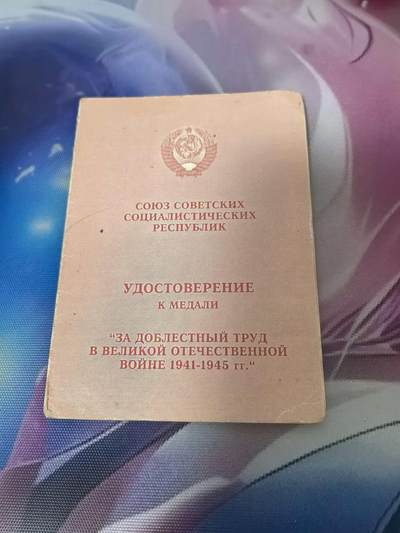 СОЮЗ СОВЕТСКИХ
СОЦИАЛИСТИЧЕСКИХ
РЕСПУБЛИК
УДОСТОВЕРЕНИЕ
К МЕДАЛИ
"ЗА ДОБЛЕСТНЫЙ ТРУД
В ВЕЛИКОЙ ОТЕЧЕСТВЕННОЙ
ВОЙНЕ 1941-1945 гг."